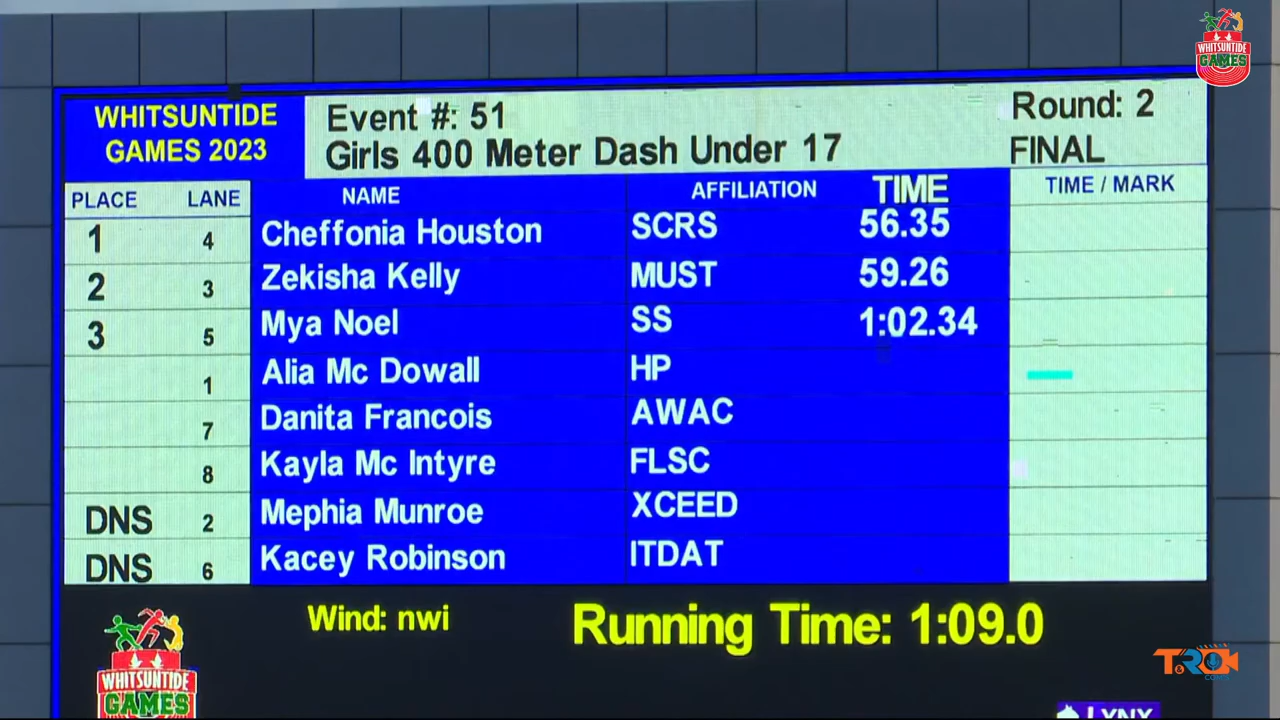 WHITSUNTIDE
GAMES
WHITSUNTIDE
GAMES 2023
Event #: 51
Girls 400 Meter Dash Under 17
Round: 2
FINAL
PLACE LANE NAME AFFILIATION TIME TIME / MARK
1 4 Cheffonia Houston SCRS 56.35
2 3 Zekisha Kelly MUST 59.26
3 5 Mya Noel SS 1:02.34
1 Alia Mc Dowall HP
7 Danita Francois AWAC
8 Kayla Mc Intyre FLSC
DNS 2 Mephia Munroe XCEED
DNS 6 Kacey Robinson ITDAT
Wind: nwi
Running Time: 1:09.0
WHITSUNTIDE
GAMES
LYNX